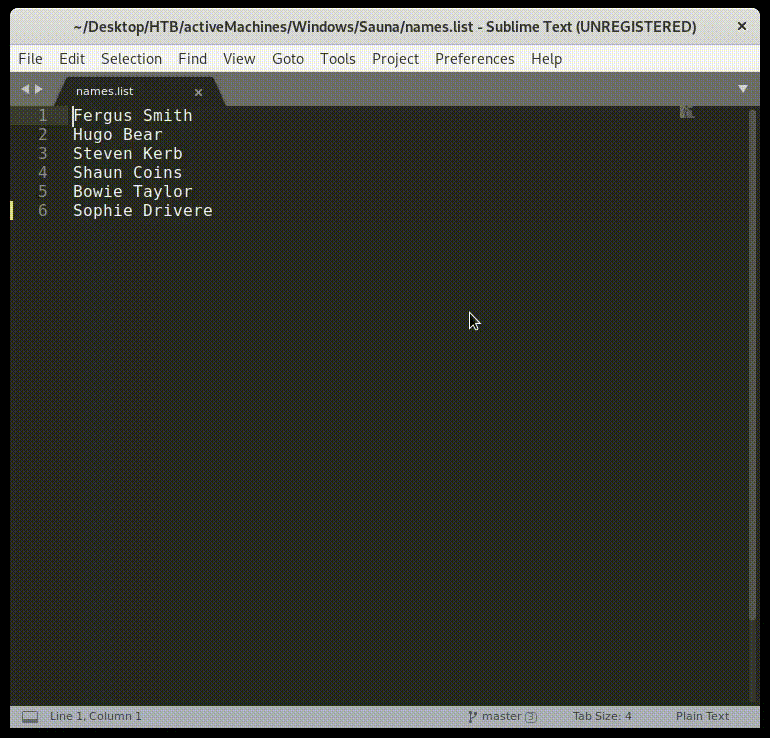 ~/Desktop/HTB/activeMachines/Windows/Sauna/names.list - Sublime Text (UNREGISTERED)
File Edit Selection Find View Goto Tools Project Preferences Help
names.list
1 Fergus Smith
2 Hugo Bear
3 Steven Kerb
4 Shaun Coins
5 Bowie Taylor
6 Sophie Drivere
Line 1, Column 1 master 3 Tab Size: 4 Plain Text